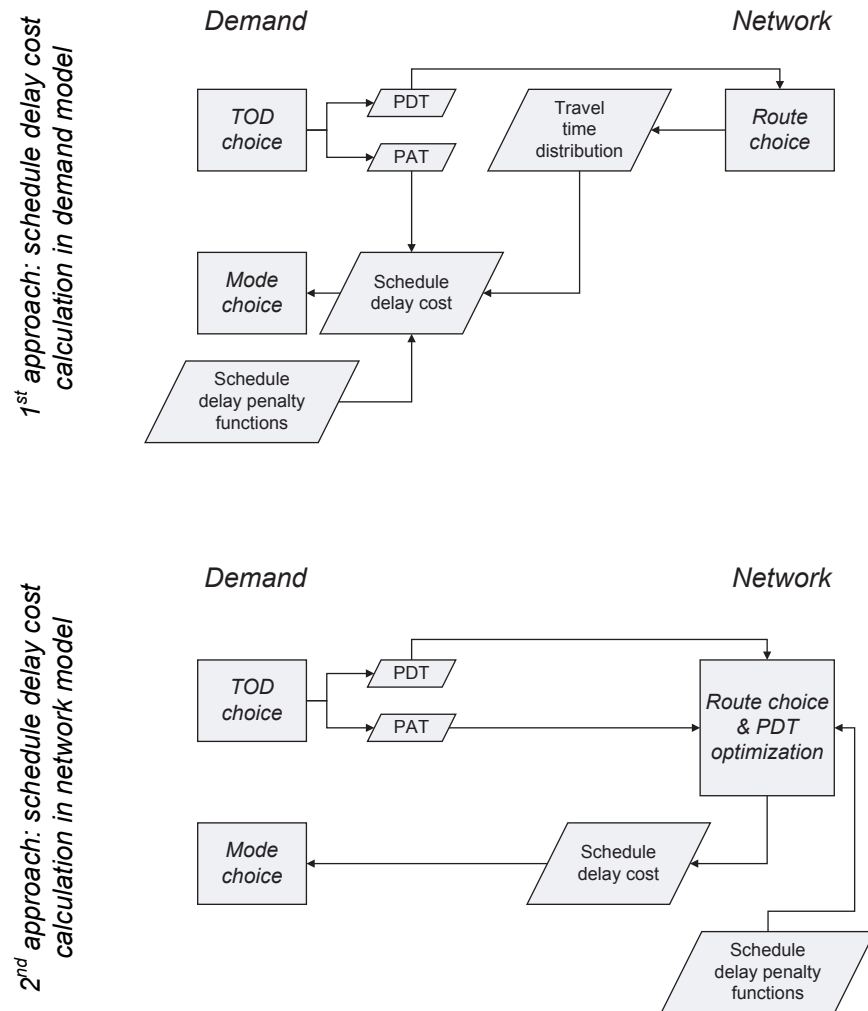 1st approach: schedule delay cost
calculation in demand model
Demand
Network
TOD
choice
PDT
PAT
Travel
time
distribution
Route
choice
Mode
choice
Schedule
delay cost
Schedule
delay penalty
functions
2nd approach: schedule delay cost
calculation in network model
Demand
Network
TOD
choice
PDT
PAT
Route choice
& PDT
optimization
Mode
choice
Schedule
delay cost
Schedule
delay penalty
functions